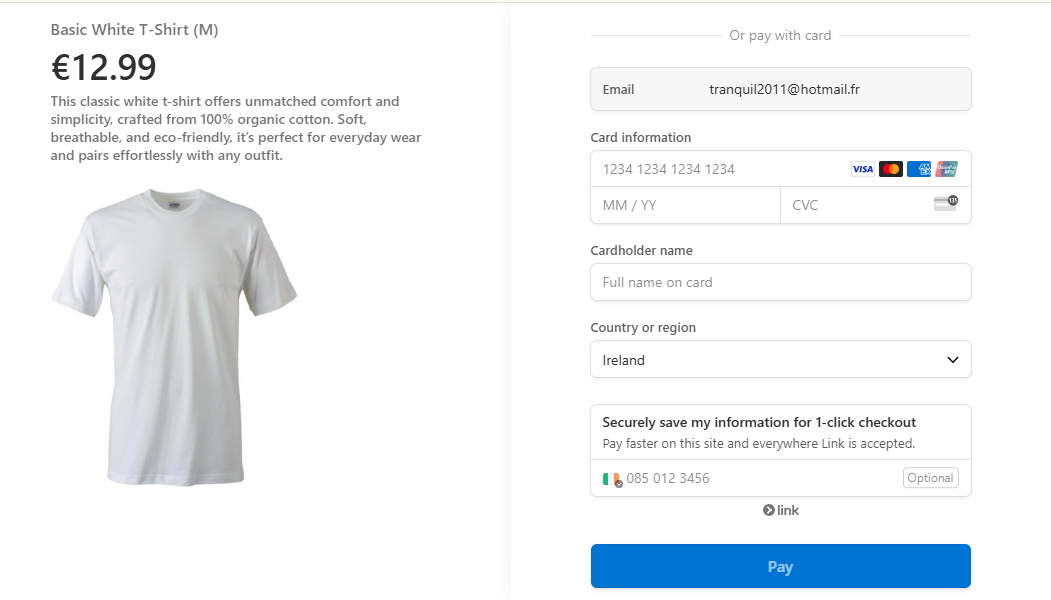 Basic White T-Shirt (M)
€12.99
This classic white t-shirt offers unmatched comfort and
simplicity, crafted from 100% organic cotton. Soft,
breathable, and eco-friendly, it's perfect for everyday wear
and pairs effortlessly with any outfit.
Or pay with card
Email tranquil2011@hotmail.fr
Card information
1234 1234 1234 1234 VISA
MM / YY CVC 135
Cardholder name
Full name on card
Country or region
Ireland
Securely save my information for 1-click checkout
Pay faster on this site and everywhere Link is accepted.
085 012 3456 Optional
link
Pay